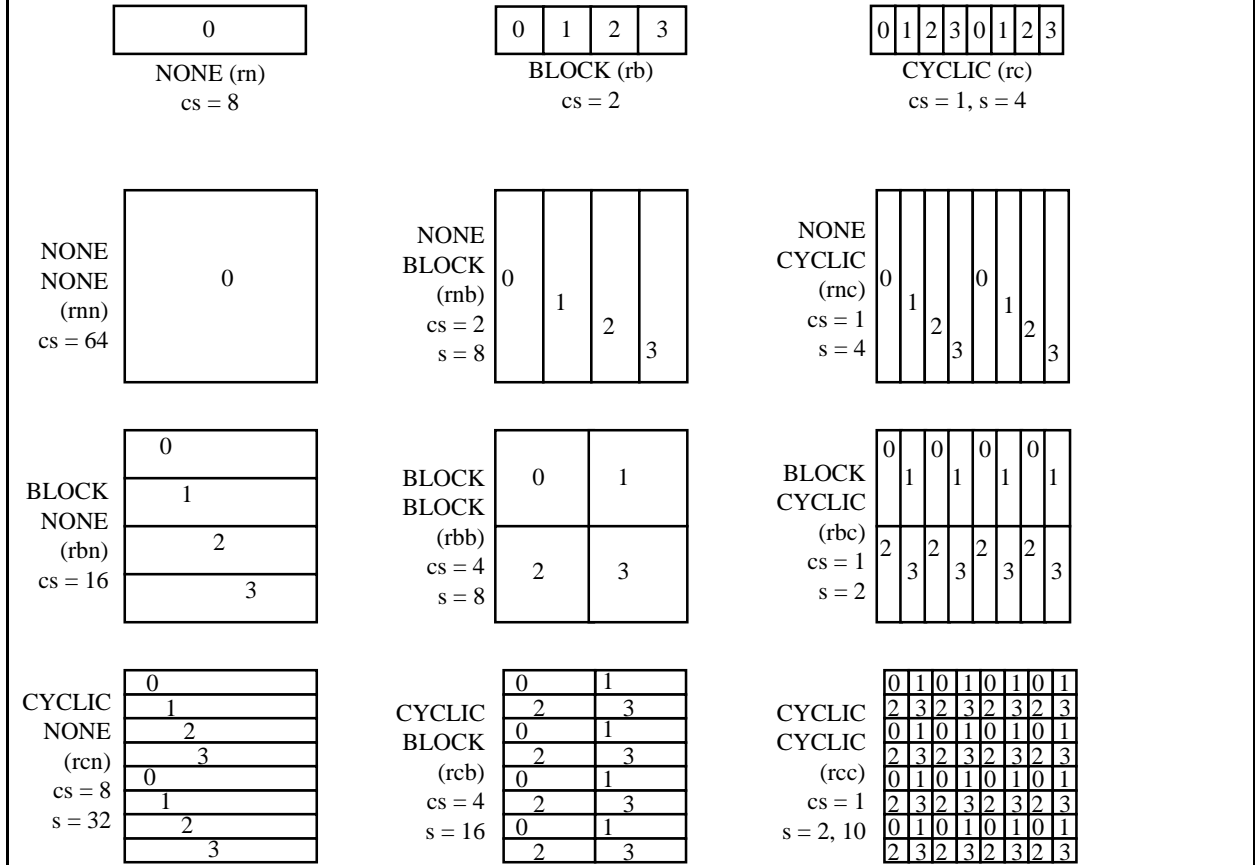 0
NONE (rn)
cs = 8
0 1 2 3
BLOCK (rb)
cs = 2
0 1 2 3 0 1 2 3
CYCLIC (rc)
cs = 1, s = 4
NONE
NONE
(rnn)
cs = 64
0
NONE
BLOCK
(rnb)
cs = 2
s = 8
0
1
2
3
NONE
CYCLIC
(rnc)
cs = 1
s = 4
0 0
1 1
2 2
3 3
BLOCK
NONE
(rbn)
cs = 16
0
1
2
3
BLOCK
BLOCK
(rbb)
cs = 4
s = 8
0 1
2 3
BLOCK
CYCLIC
(rbc)
cs = 1
s = 2
0 0 0 0
1 1 1 1
2 2 2 2
3 3 3 3
CYCLIC
NONE
(rcn)
cs = 8
s = 32
0
1
2
3
0
1
2
3
CYCLIC
BLOCK
(rcb)
cs = 4
s = 16
0 1
2 3
0 1
2 3
0 1
2 3
0 1
2 3
CYCLIC
CYCLIC
(rcc)
cs = 1
s = 2, 10
0 1 0 1 0 1 0 1
2 3 2 3 2 3 2 3
0 1 0 1 0 1 0 1
2 3 2 3 2 3 2 3
0 1 0 1 0 1 0 1
2 3 2 3 2 3 2 3
0 1 0 1 0 1 0 1
2 3 2 3 2 3 2 3